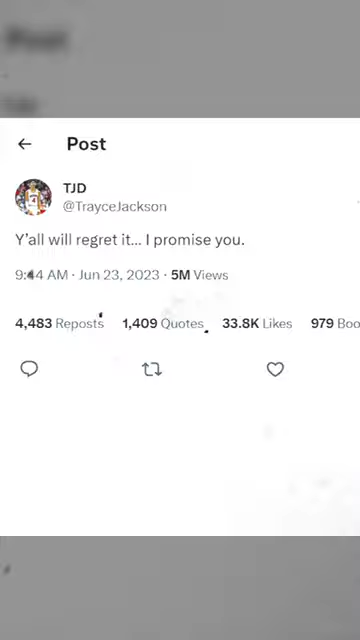 Post
TJD
@TrayceJackson
Y'all will regret it... I promise you.
9:44 AM · Jun 23, 2023 · 5M Views
4,483 Reposts 1,409 Quotes 33.8K Likes 979 Boo